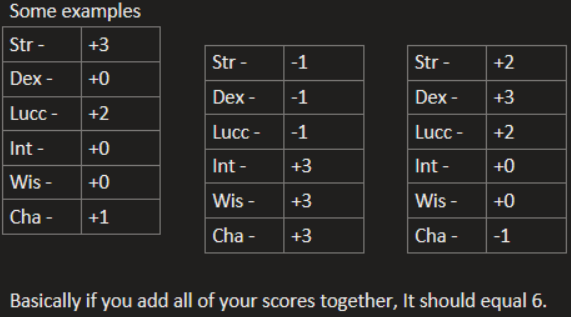 Some examples
Str - +3
Dex - +0
Lucc - +2
Int - +0
Wis - +0
Cha - +1
Str - -1
Dex - -1
Lucc - -1
Int - +3
Wis - +3
Cha - +3
Str - +2
Dex - +3
Lucc - +2
Int - +0
Wis - +0
Cha - -1
Basically if you add all of your scores together, It should equal 6.